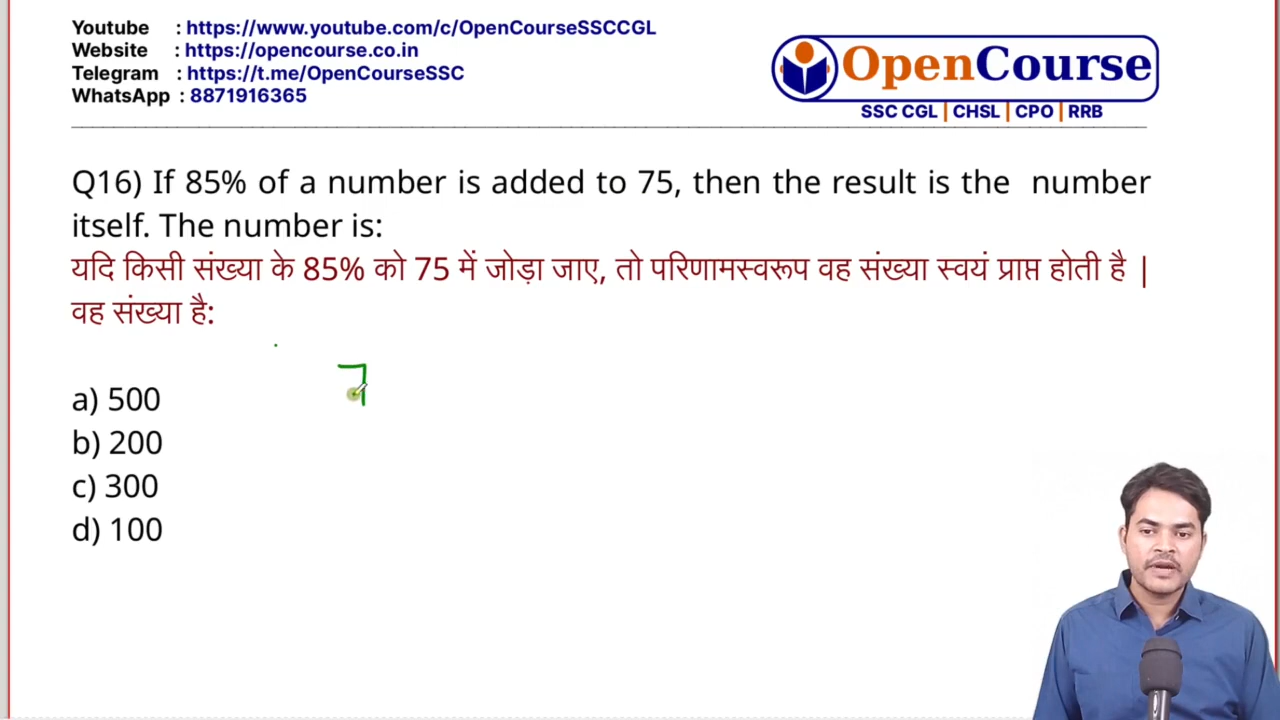 Youtube : https://www.youtube.com/c/OpenCourseSSCCGL
Website : https://opencourse.co.in
Telegram : https://t.me/OpenCourseSSC
WhatsApp : 8871916365
OpenCourse
SSC CGL | CHSL | CPO | RRB
Q16) If 85% of a number is added to 75, then the result is the number
itself. The number is:
यदि किसी संख्या के 85% को 75 में जोड़ा जाए, तो परिणामस्वरूप वह संख्या स्वयं प्राप्त होती है |
वह संख्या है:
a) 500
b) 200
c) 300
d) 100